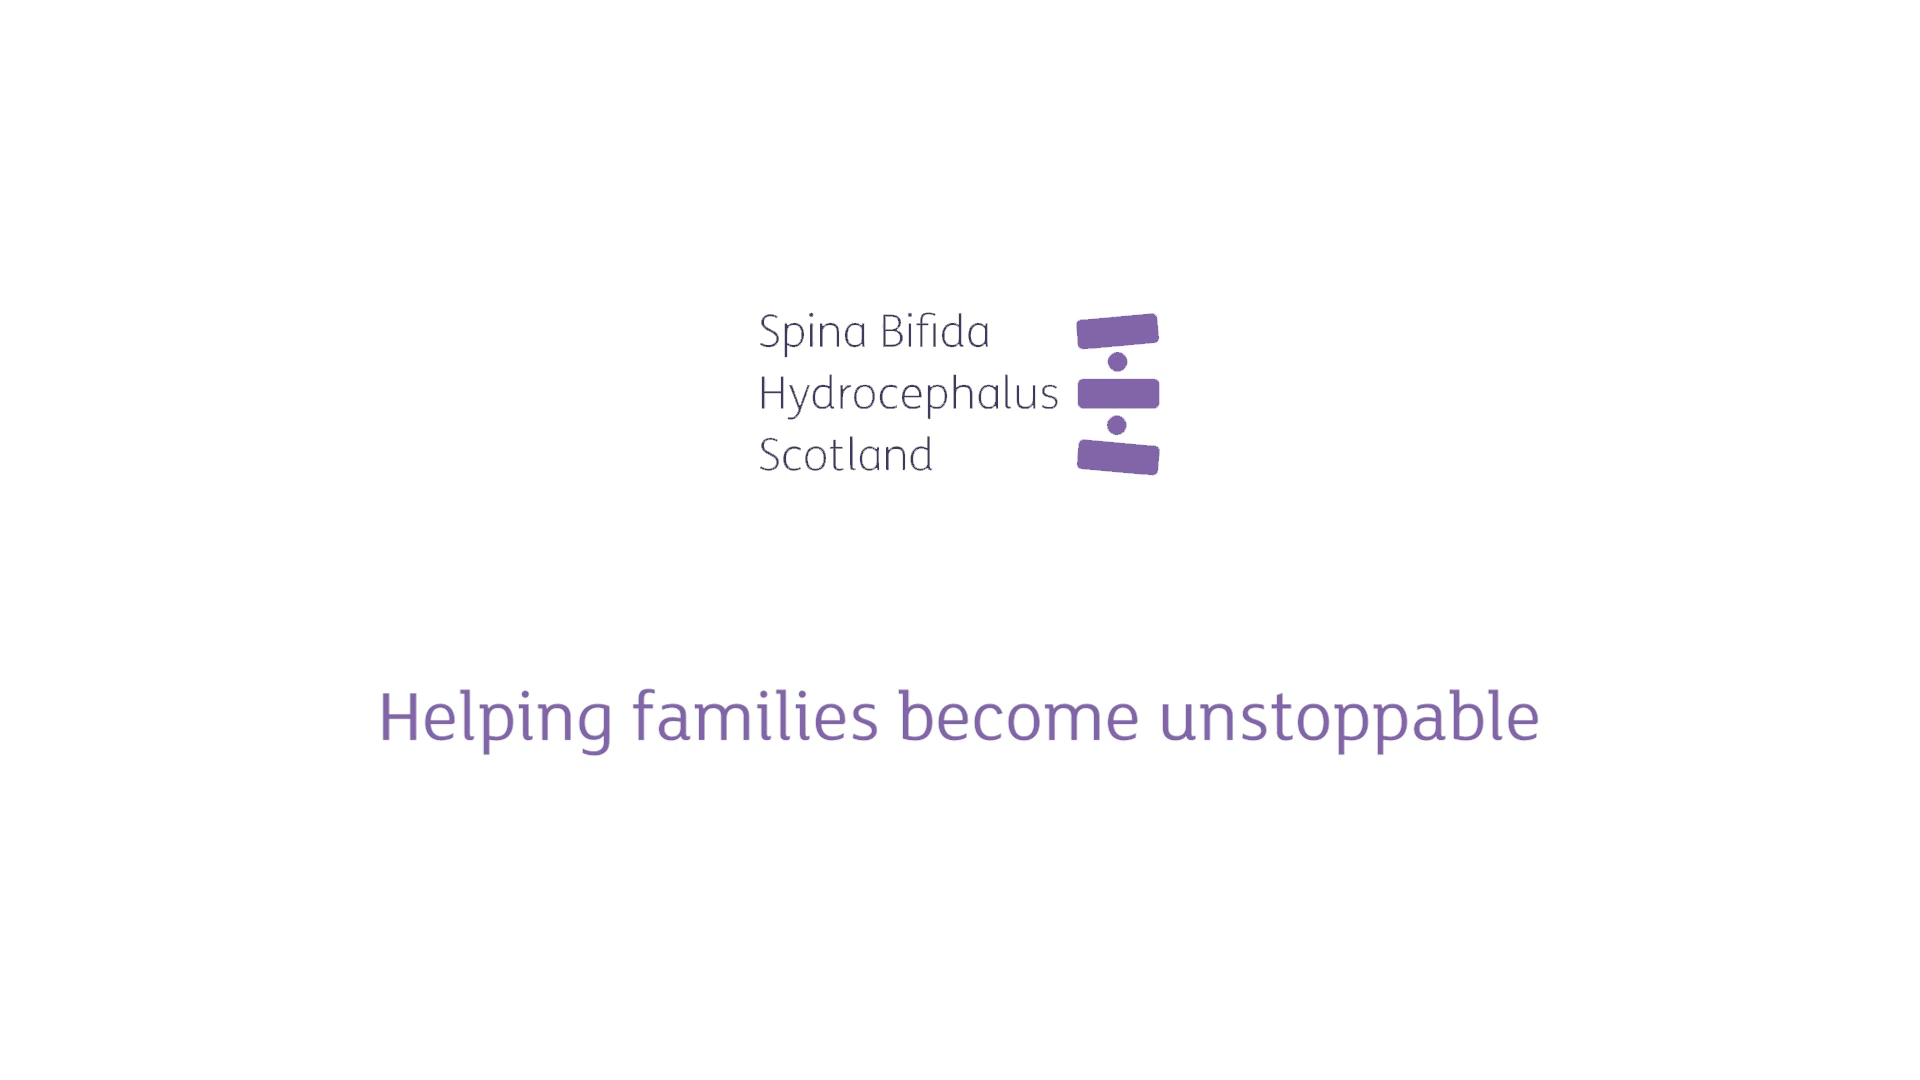 Spina Bifida
Hydrocephalus
Scotland
Helping families become unstoppable